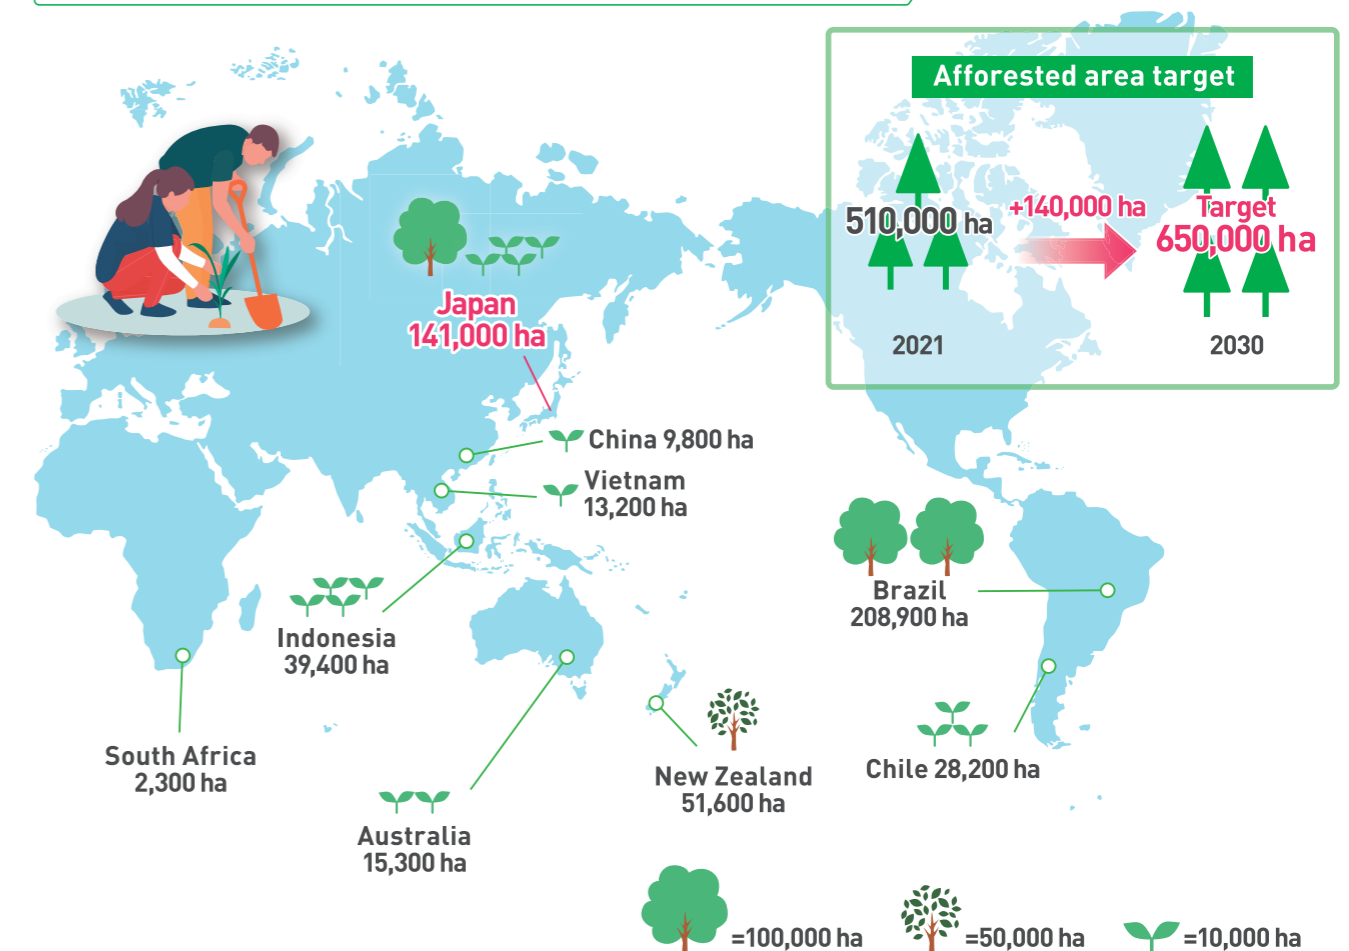 Afforested area target
510,000 ha
+140,000 ha
Target
650,000 ha
2021
2030
Japan
141,000 ha
China 9,800 ha
Vietnam
13,200 ha
Indonesia
39,400 ha
Brazil
208,900 ha
South Africa
2,300 ha
Australia
15,300 ha
New Zealand
51,600 ha
Chile 28,200 ha
=100,000 ha
=50,000 ha
=10,000 ha